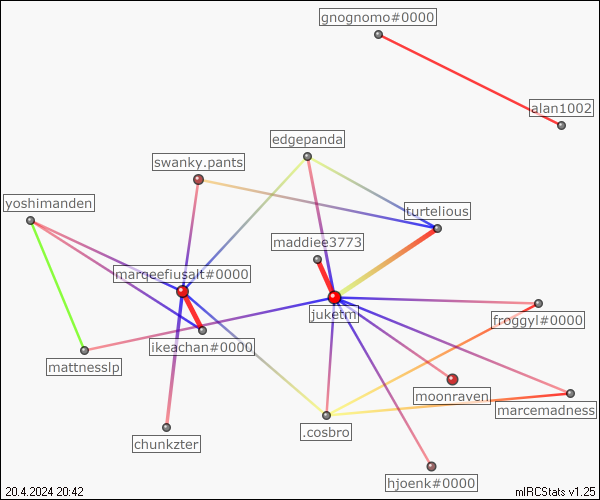 gnognomo#0000
alan1002
edgepanda
swanky.pants
yoshimanden
turtelious
maddiee3773
marqeefiusalt#0000
juketm
froggyl#0000
ikeachan#0000
mattnesslp
moonraven
marcemadness
.cosbro
chunkzter
hjoenk#0000
20.4.2024 20:42
mIRCStats v1.25